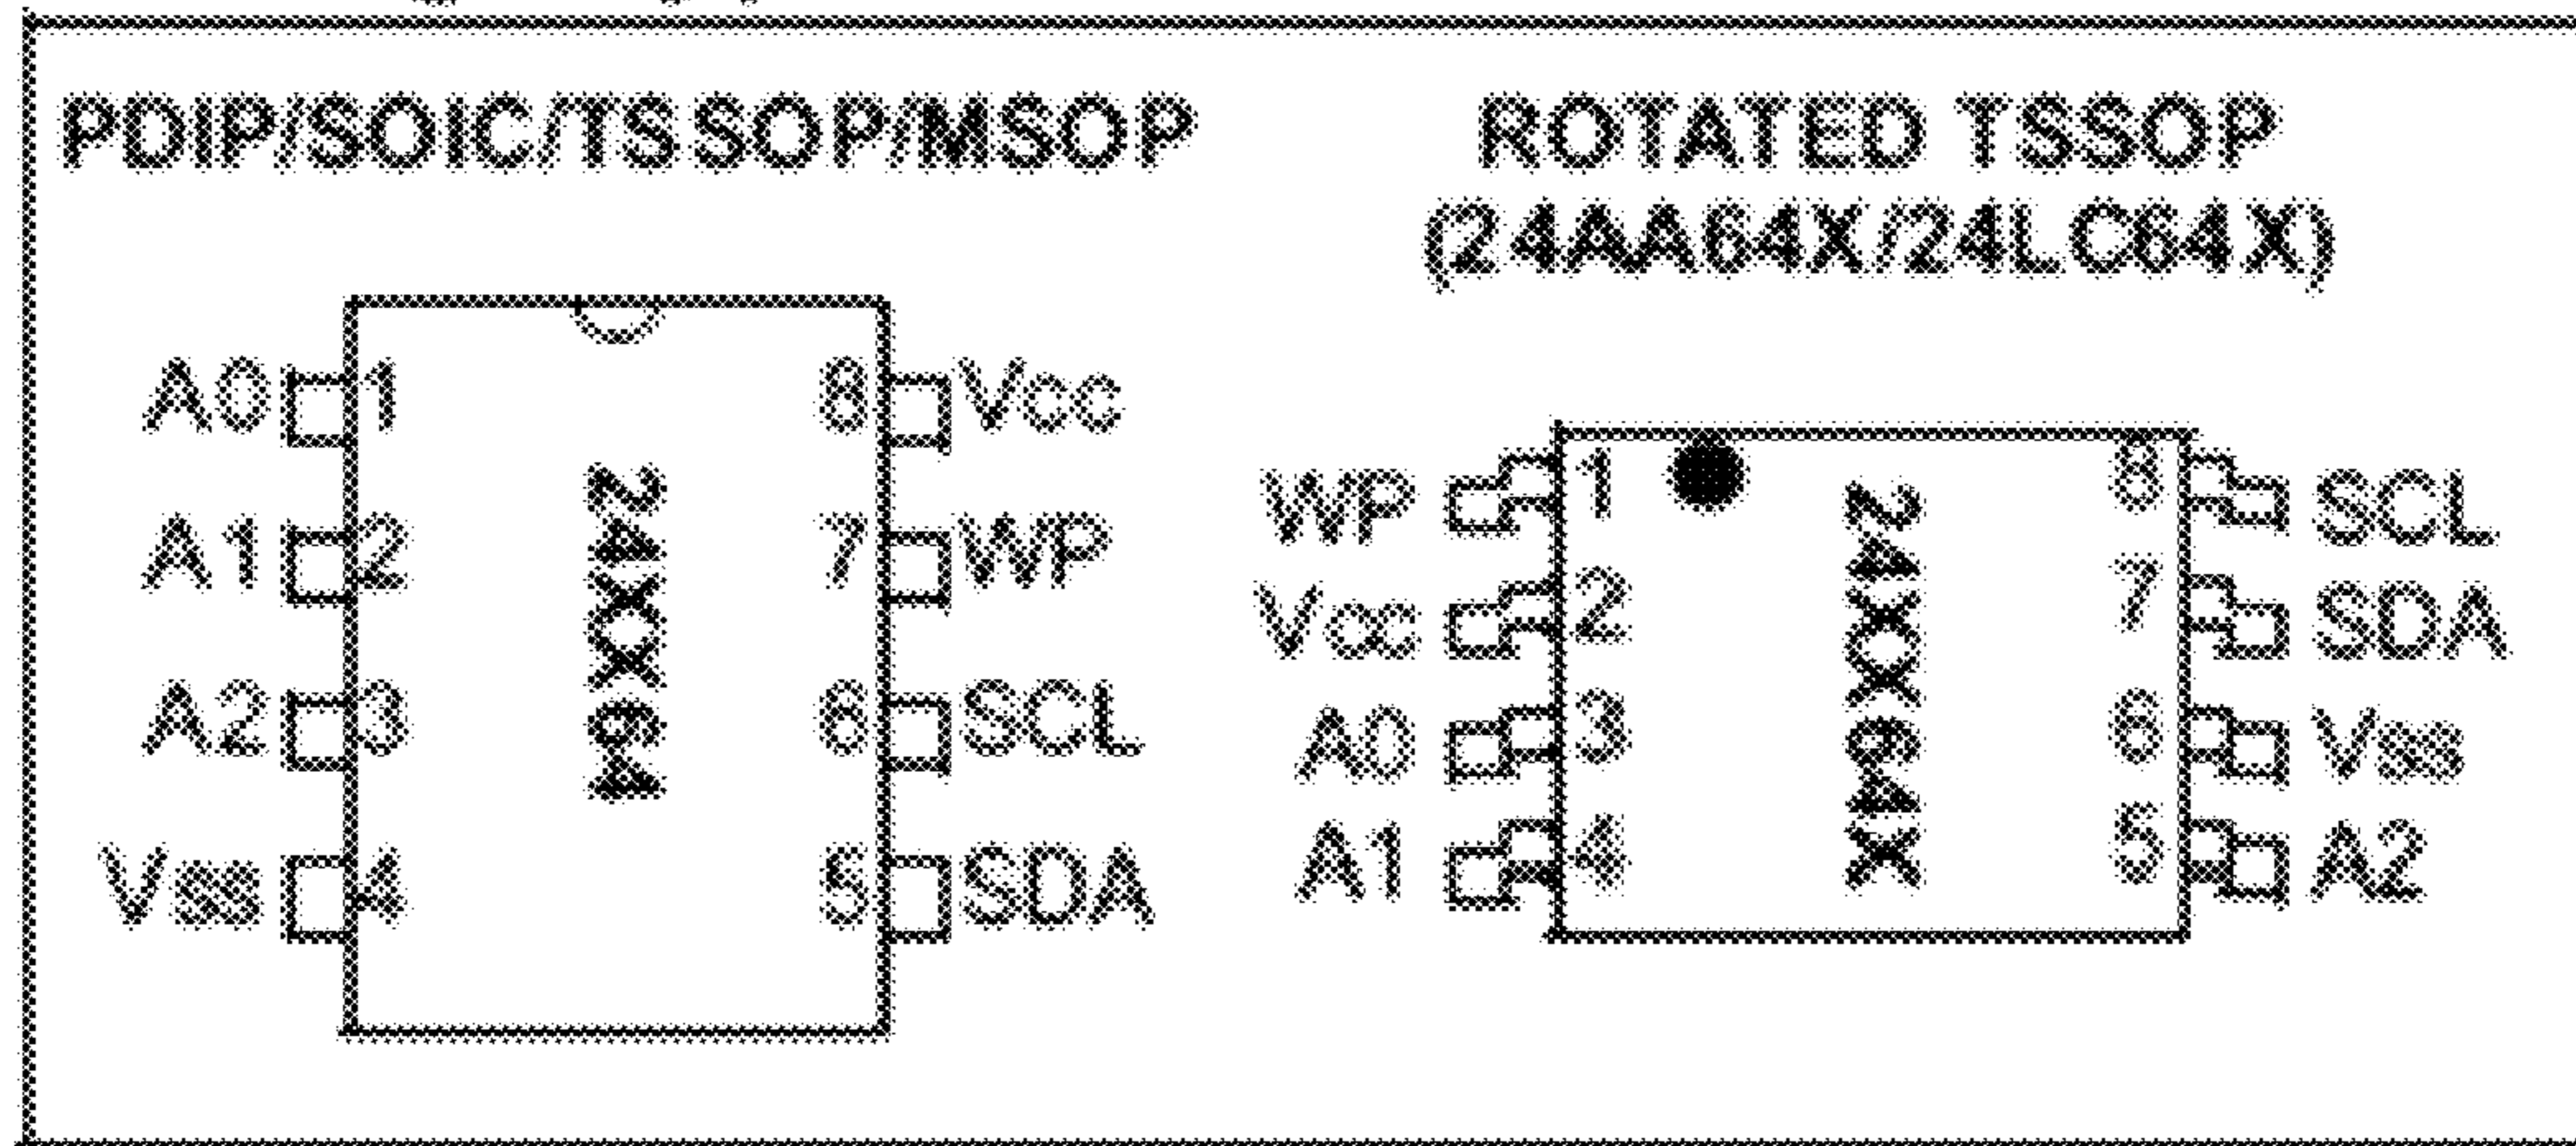 PDIP/SOIC/TSSOP/MSOP
A0 1 8 Vcc
A1 2 7 WP
A2 3 6 SCL
Vss 4 5 SDA
24XX64
ROTATED TSSOP
(24AA64X/24LC64X)
WP 1 8 SCL
Vcc 2 7 SDA
A0 3 6 Vss
A1 4 5 A2
24XX64X